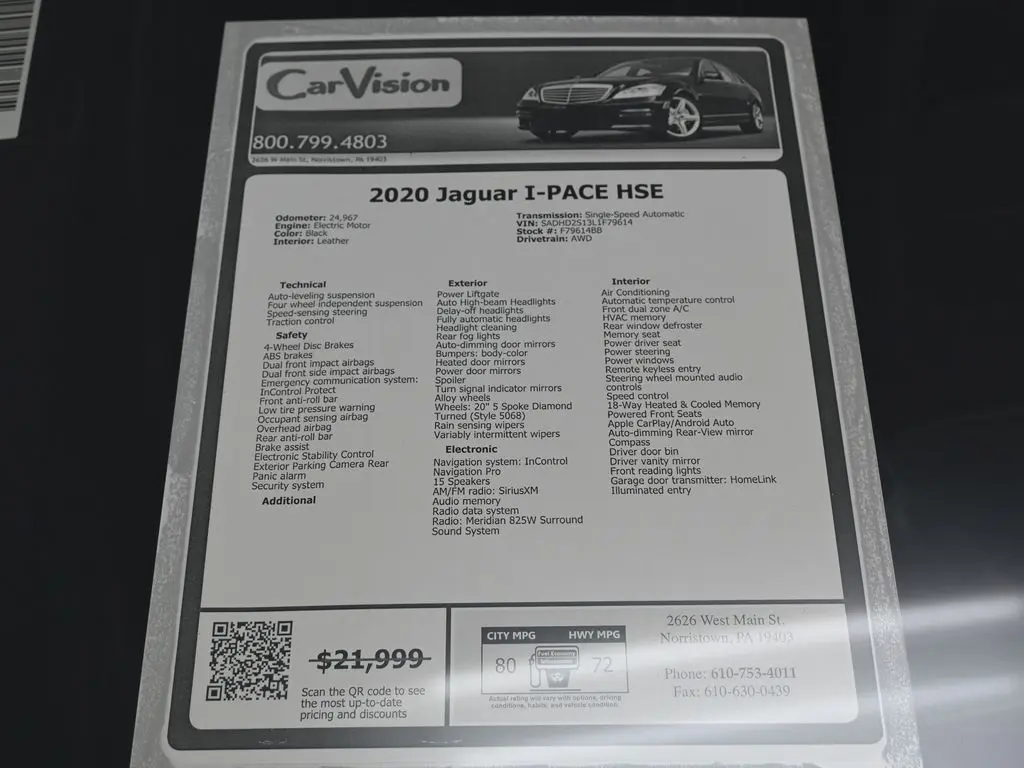 CarVision
800.799.4803
2626 W Main St, Norristown, PA 19403
2020 Jaguar I-PACE HSE
Odometer: 24,967
Engine: Electric Motor
Color: Black
Interior: Leather
Transmission: Single-Speed Automatic
VIN: SADHD2S13L1F79614
Stock #: F79614BB
Drivetrain: AWD
Technical
Auto-leveling suspension
Four wheel independent suspension
Speed-sensing steering
Traction control
Safety
4-Wheel Disc Brakes
ABS brakes
Dual front impact airbags
Dual front side impact airbags
Emergency communication system:
InControl Protect
Front anti-roll bar
Low tire pressure warning
Occupant sensing airbag
Overhead airbag
Rear anti-roll bar
Brake assist
Electronic Stability Control
Exterior Parking Camera Rear
Panic alarm
Security system
Additional
Exterior
Power Liftgate
Auto High-beam Headlights
Delay-off headlights
Fully automatic headlights
Headlight cleaning
Rear fog lights
Auto-dimming door mirrors
Bumpers: body-color
Heated door mirrors
Power door mirrors
Spoiler
Turn signal indicator mirrors
Alloy wheels
Wheels: 20" 5 Spoke Diamond
Turned (Style 5068)
Rain sensing wipers
Variably intermittent wipers
Electronic
Navigation system: InControl
Navigation Pro
15 Speakers
AM/FM radio: SiriusXM
Audio memory
Radio data system
Radio: Meridian 825W Surround
Sound System
Interior
Air Conditioning
Automatic temperature control
Front dual zone A/C
HVAC memory
Rear window defroster
Memory seat
Power driver seat
Power steering
Power windows
Remote keyless entry
Steering wheel mounted audio
controls
Speed control
18-Way Heated & Cooled Memory
Powered Front Seats
Apple CarPlay/Android Auto
Auto-dimming Rear-View mirror
Compass
Driver door bin
Driver vanity mirror
Front reading lights
Garage door transmitter: HomeLink
Illuminated entry
$21,999
Scan the QR code to see
the most up-to-date
pricing and discounts
CITY MPG
HWY MPG
80
Fuel Economy
72
Actual rating will vary with options, driving
conditions, habits, and vehicle condition.
2626 West Main St.
Norristown, PA 19403
Phone: 610-753-4011
Fax: 610-630-0439